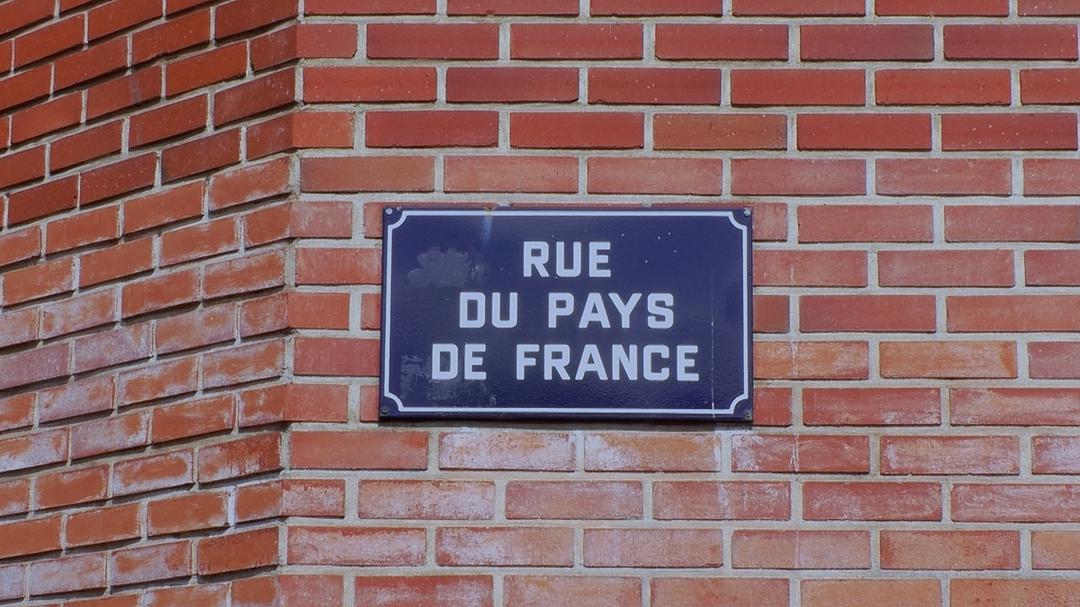 RUE
DU PAYS
DE FRANCE